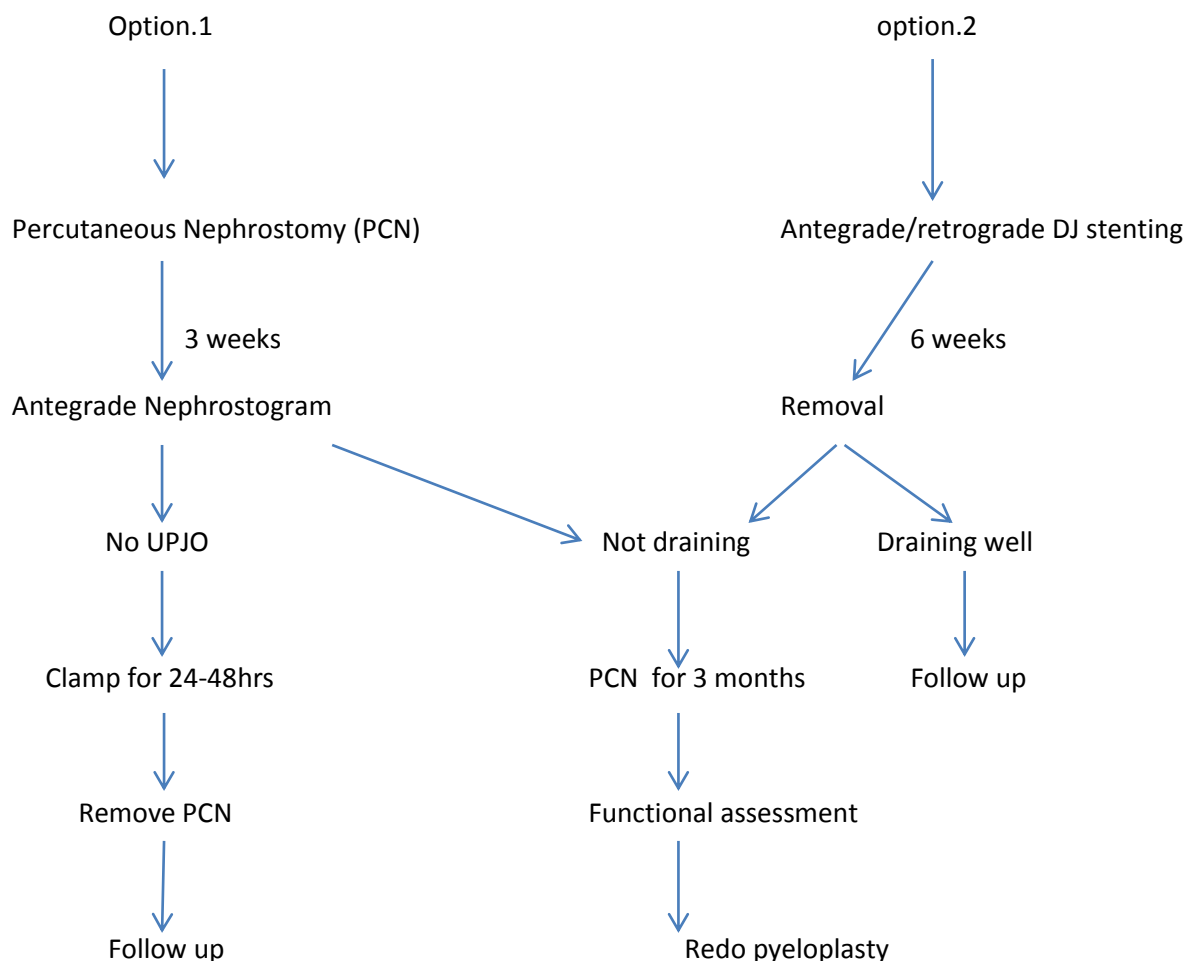 Option.1
option.2
Percutaneous Nephrostomy (PCN)
Antegrade/retrograde DJ stenting
3 weeks
6 weeks
Antegrade Nephrostogram
Removal
No UPJO
Not draining
Draining well
Clamp for 24-48hrs
PCN for 3 months
Follow up
Remove PCN
Functional assessment
Follow up
Redo pyeloplasty